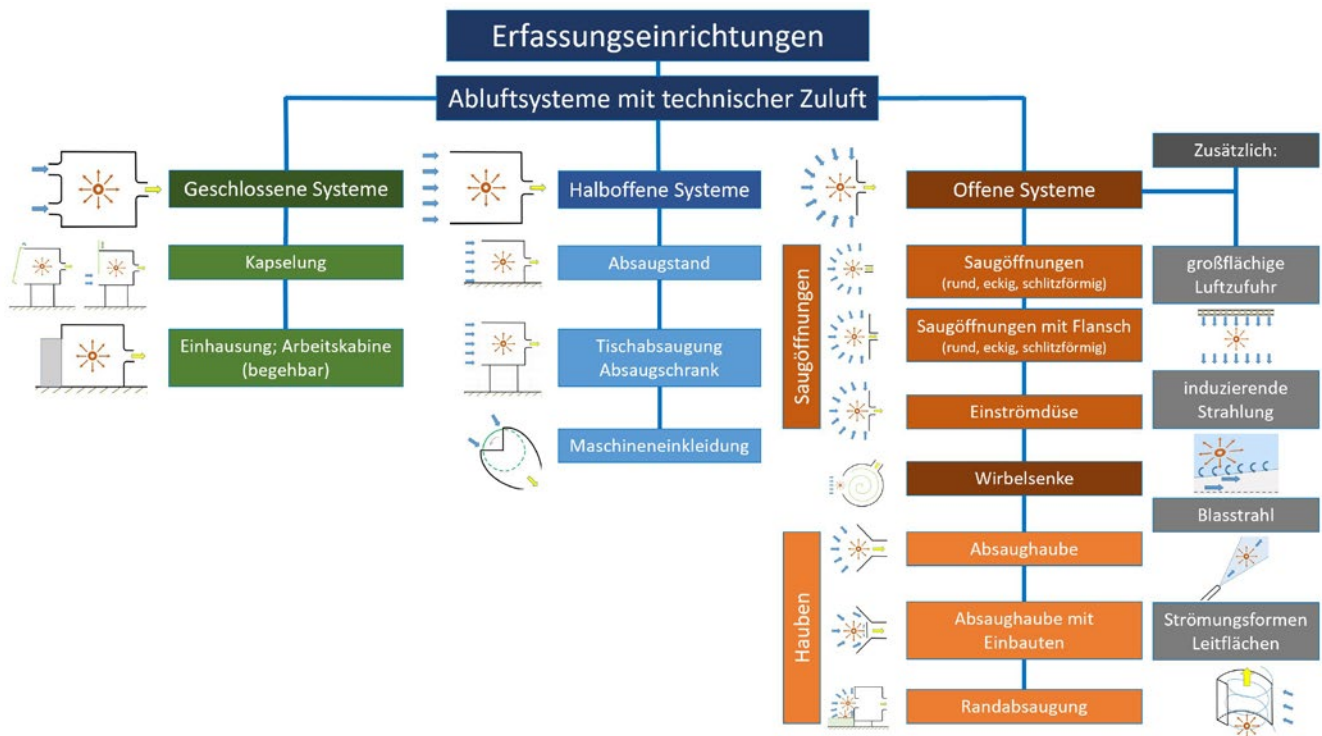 Erfassungseinrichtungen
Abluftsysteme mit technischer Zuluft
Geschlossene Systeme
Kapselung
Einhausung; Arbeitskabine
(begehbar)
Halboffene Systeme
Absaugstand
Tischabsaugung
Absaugschrank
Maschineneinkleidung
Offene Systeme
Saugöffnungen
Saugöffnungen
(rund, eckig, schlitzförmig)
Saugöffnungen mit Flansch
(rund, eckig, schlitzförmig)
Einströmdüse
Wirbelsenke
Hauben
Absaughaube
Absaughaube mit
Einbauten
Randabsaugung
Zusätzlich:
großflächige
Luftzufuhr
induzierende
Strahlung
Blasstrahl
Strömungsformen
Leitflächen